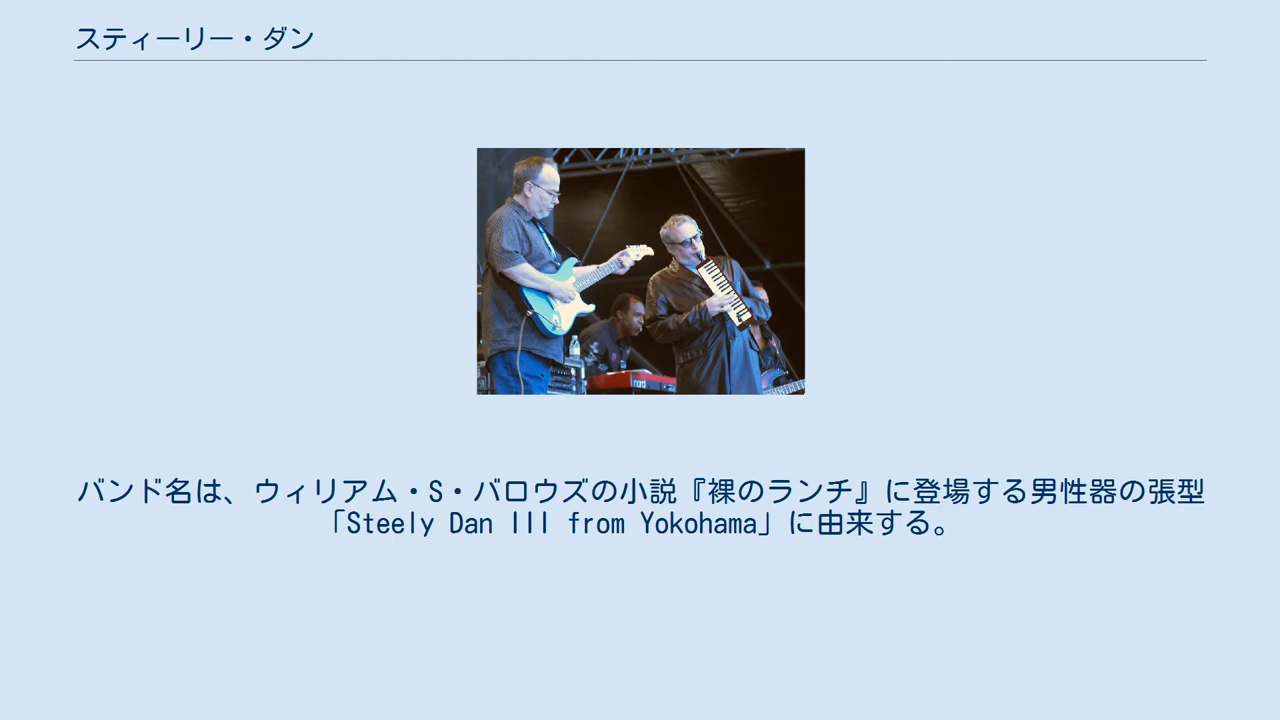 スティーリー・ダン
nord
バンド名は、ウィリアム・S・バロウズの小説『裸のランチ』に登場する男性器の張型
「Steely Dan III from Yokohama」に由来する。